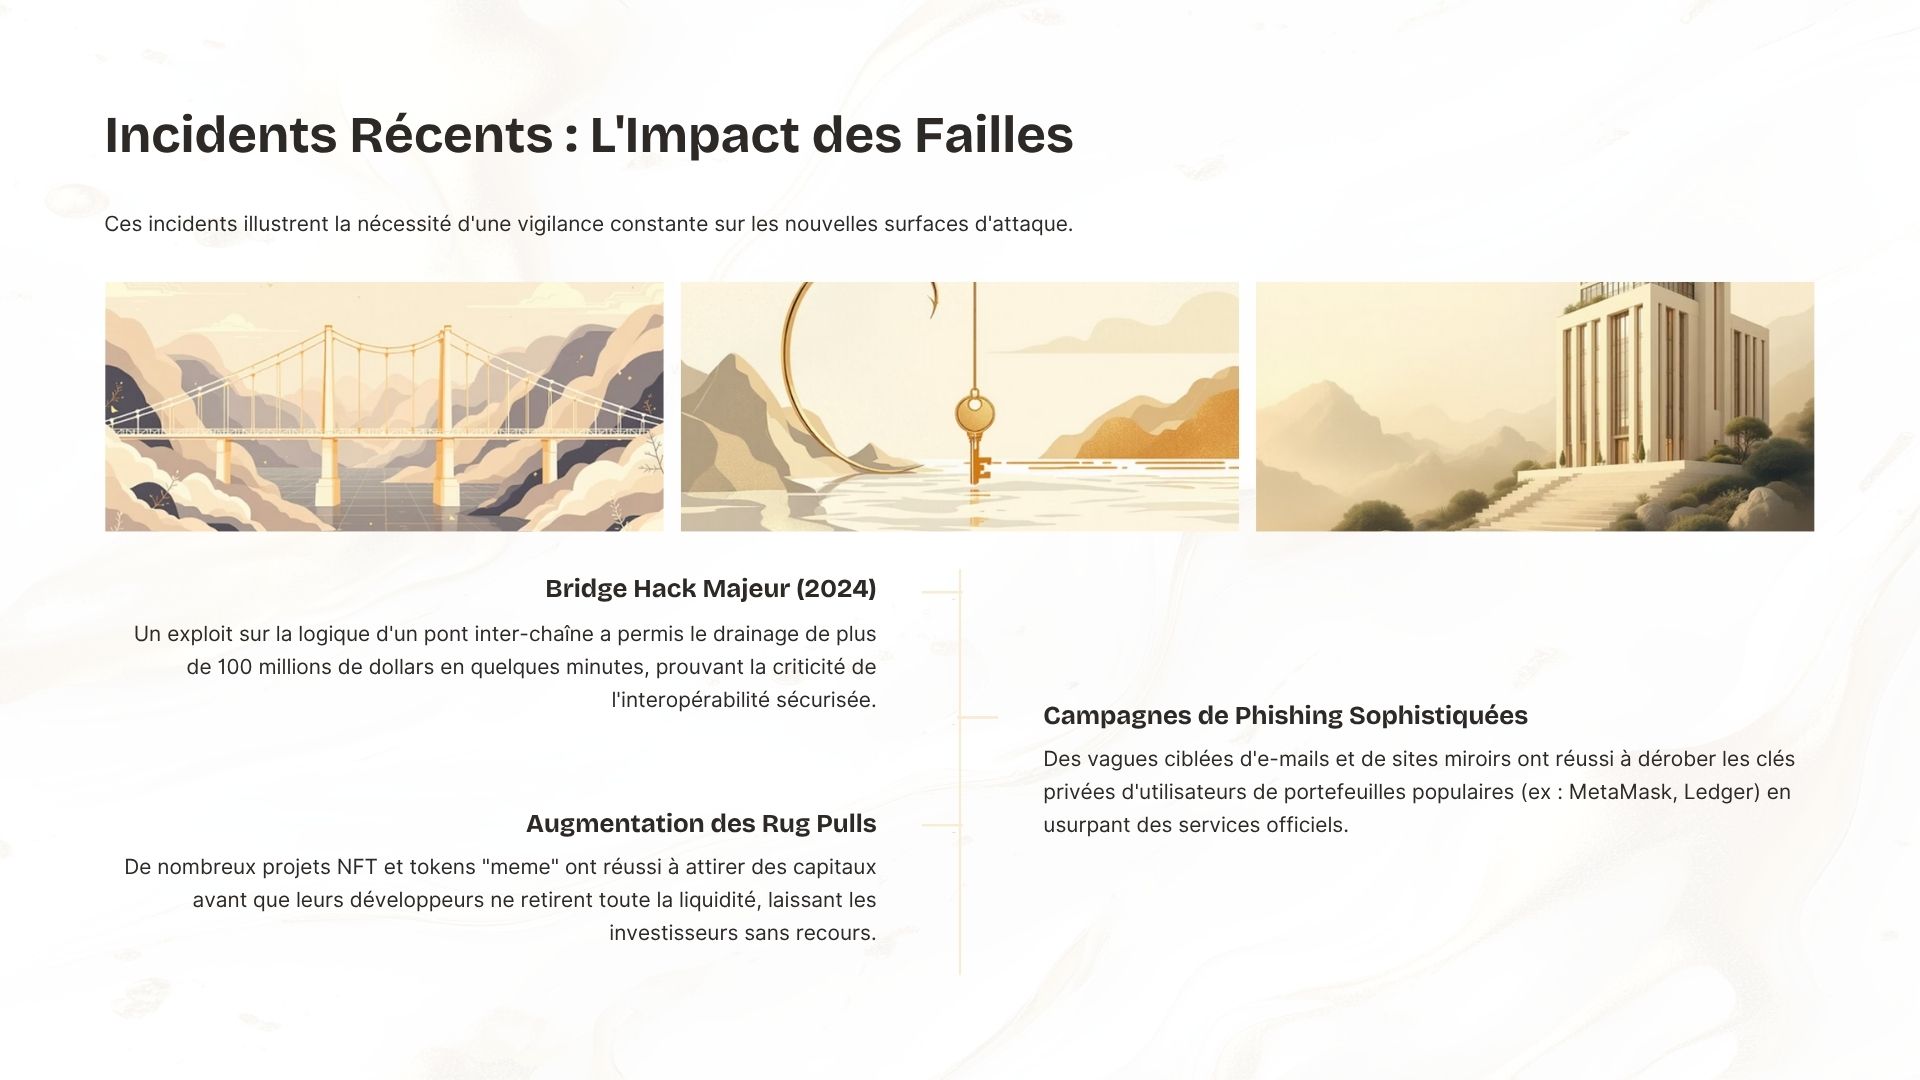 Incidents Récents : L'Impact des Failles
Ces incidents illustrent la nécessité d'une vigilance constante sur les nouvelles surfaces d'attaque.
Bridge Hack Majeur (2024)
Un exploit sur la logique d'un pont inter-chaîne a permis le drainage de plus
de 100 millions de dollars en quelques minutes, prouvant la criticité de
l'interopérabilité sécurisée.
Campagnes de Phishing Sophistiquées
Des vagues ciblées d'e-mails et de sites miroirs ont réussi à dérober les clés
privées d'utilisateurs de portefeuilles populaires (ex : MetaMask, Ledger) en
usurpant des services officiels.
Augmentation des Rug Pulls
De nombreux projets NFT et tokens "meme" ont réussi à attirer des capitaux
avant que leurs développeurs ne retirent toute la liquidité, laissant les
investisseurs sans recours.